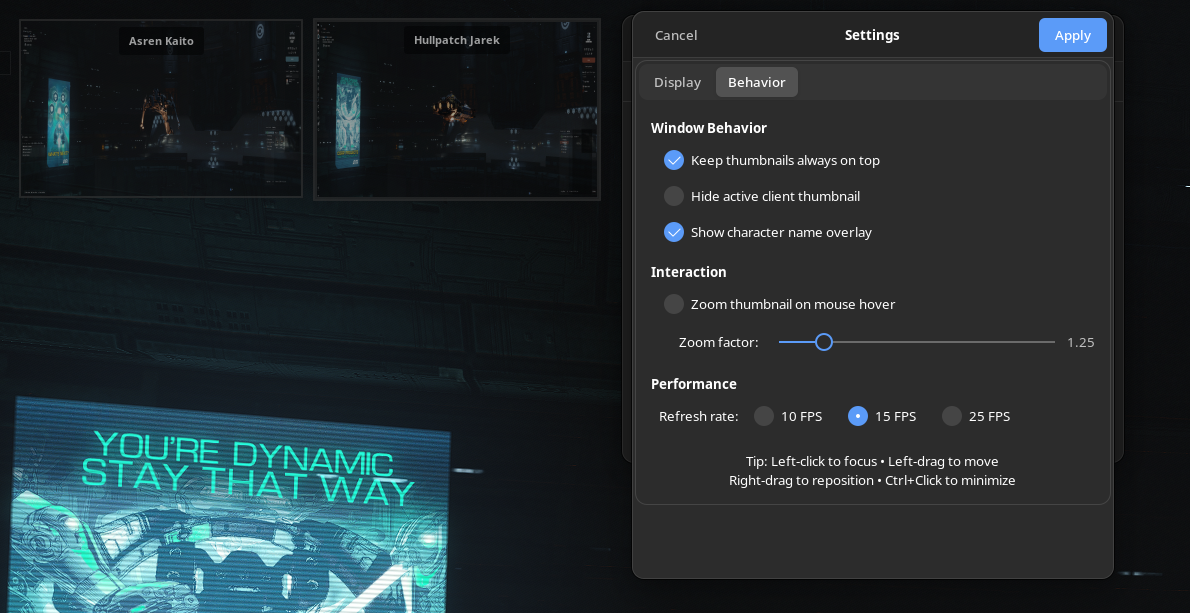 Asren Kaito
Hullpatch Jarek
Cancel
Settings
Apply
Display
Behavior
Window Behavior
Keep thumbnails always on top
Hide active client thumbnail
Show character name overlay
Interaction
Zoom thumbnail on mouse hover
Zoom factor:
1.25
Performance
Refresh rate:
10 FPS
15 FPS
25 FPS
Tip: Left-click to focus • Left-drag to move
Right-drag to reposition • Ctrl+Click to minimize
YOU'RE DYNAMIC
STAY THAT WAY